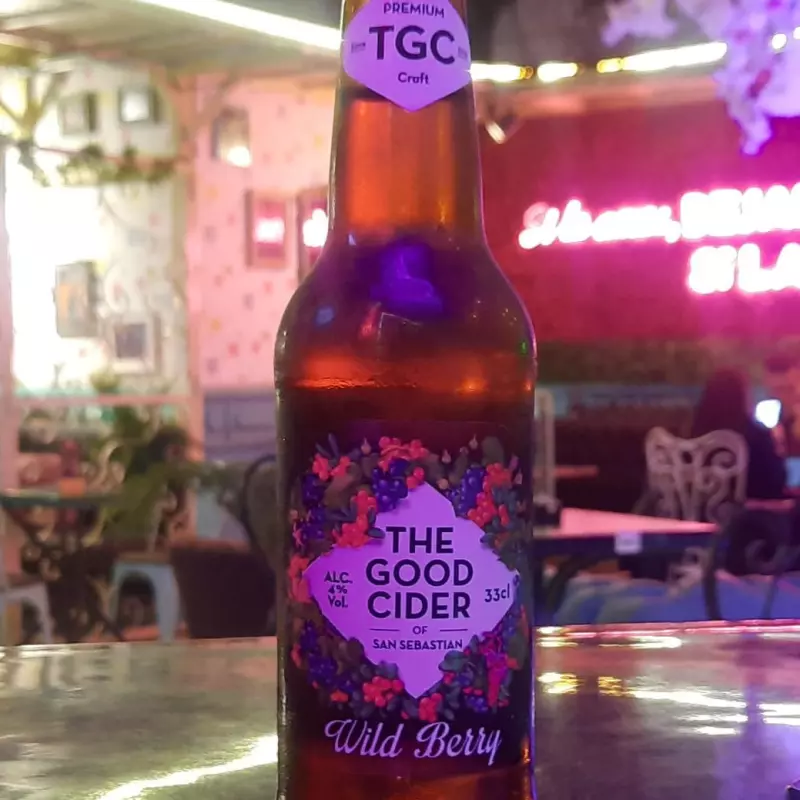 PREMIUM
TGC
Craft
THE
GOOD
CIDER
ALC.
4%
Vol.
33cl
OF
SAN SEBASTIAN
Wild Berry